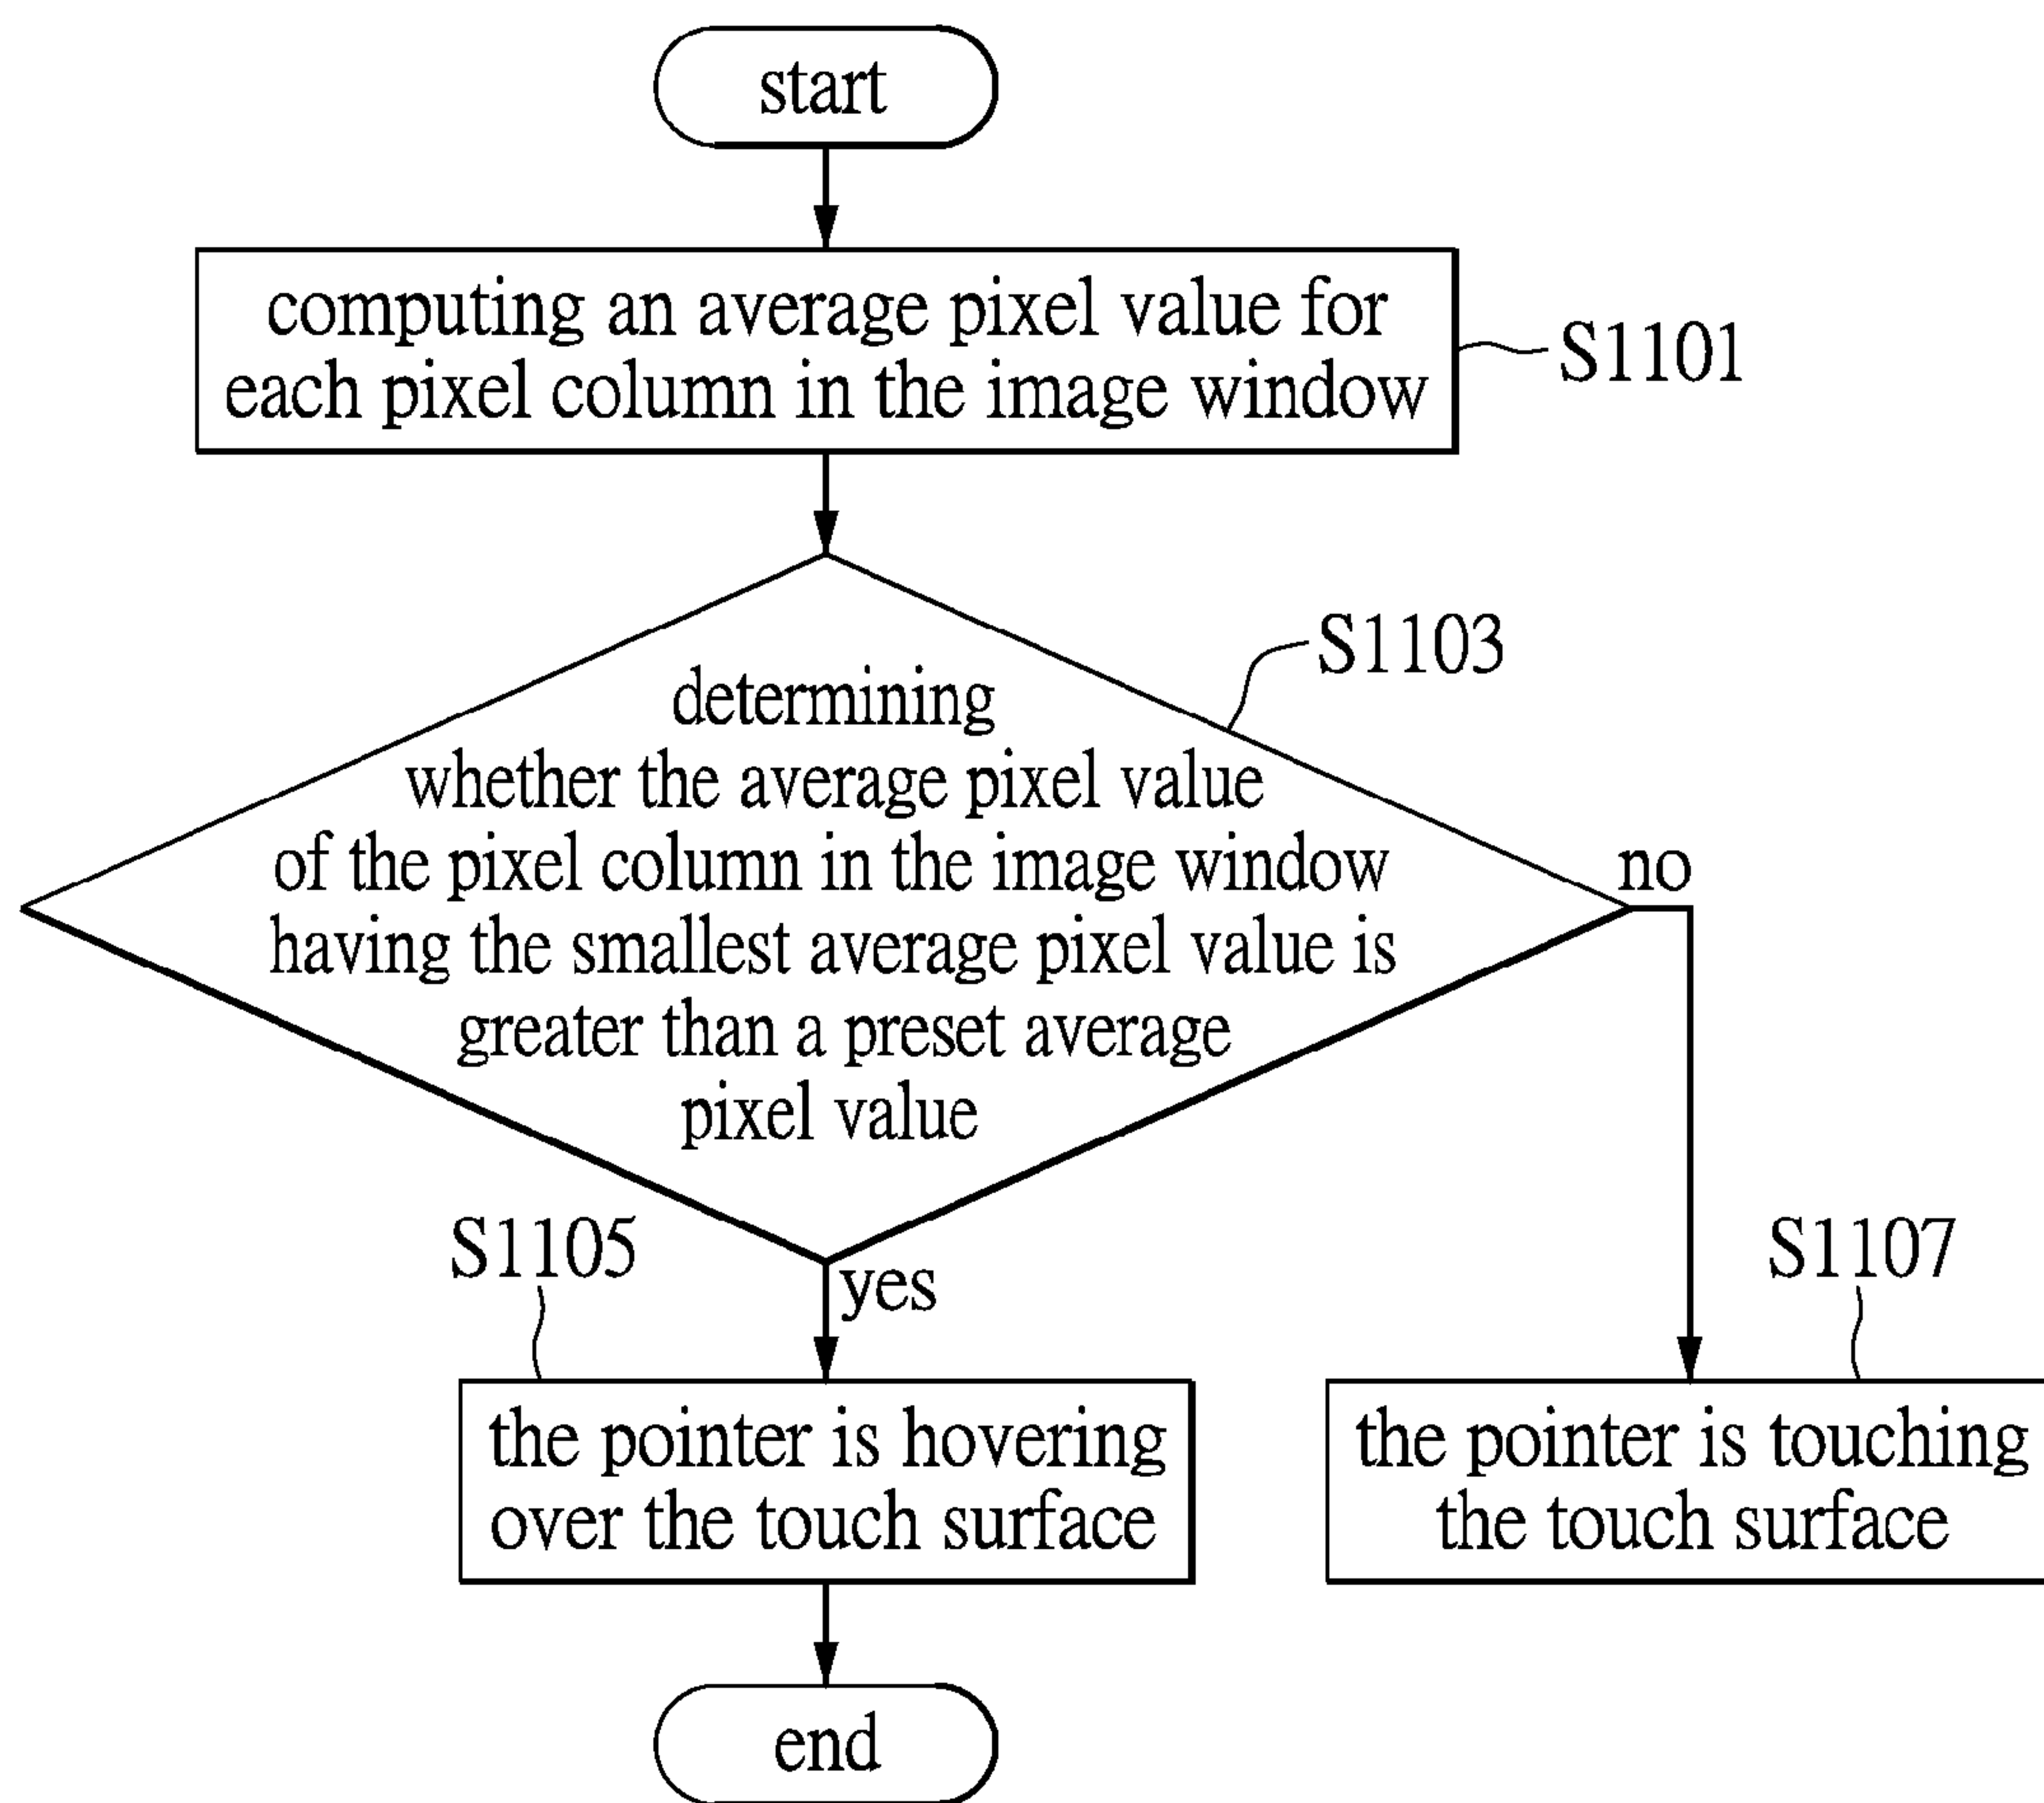 start
computing an average pixel value for
each pixel column in the image window
S1101
S1103
determining
whether the average pixel value
of the pixel column in the image window
having the smallest average pixel value is
greater than a preset average
pixel value
no
yes
S1105
the pointer is hovering
over the touch surface
S1107
the pointer is touching
the touch surface
end